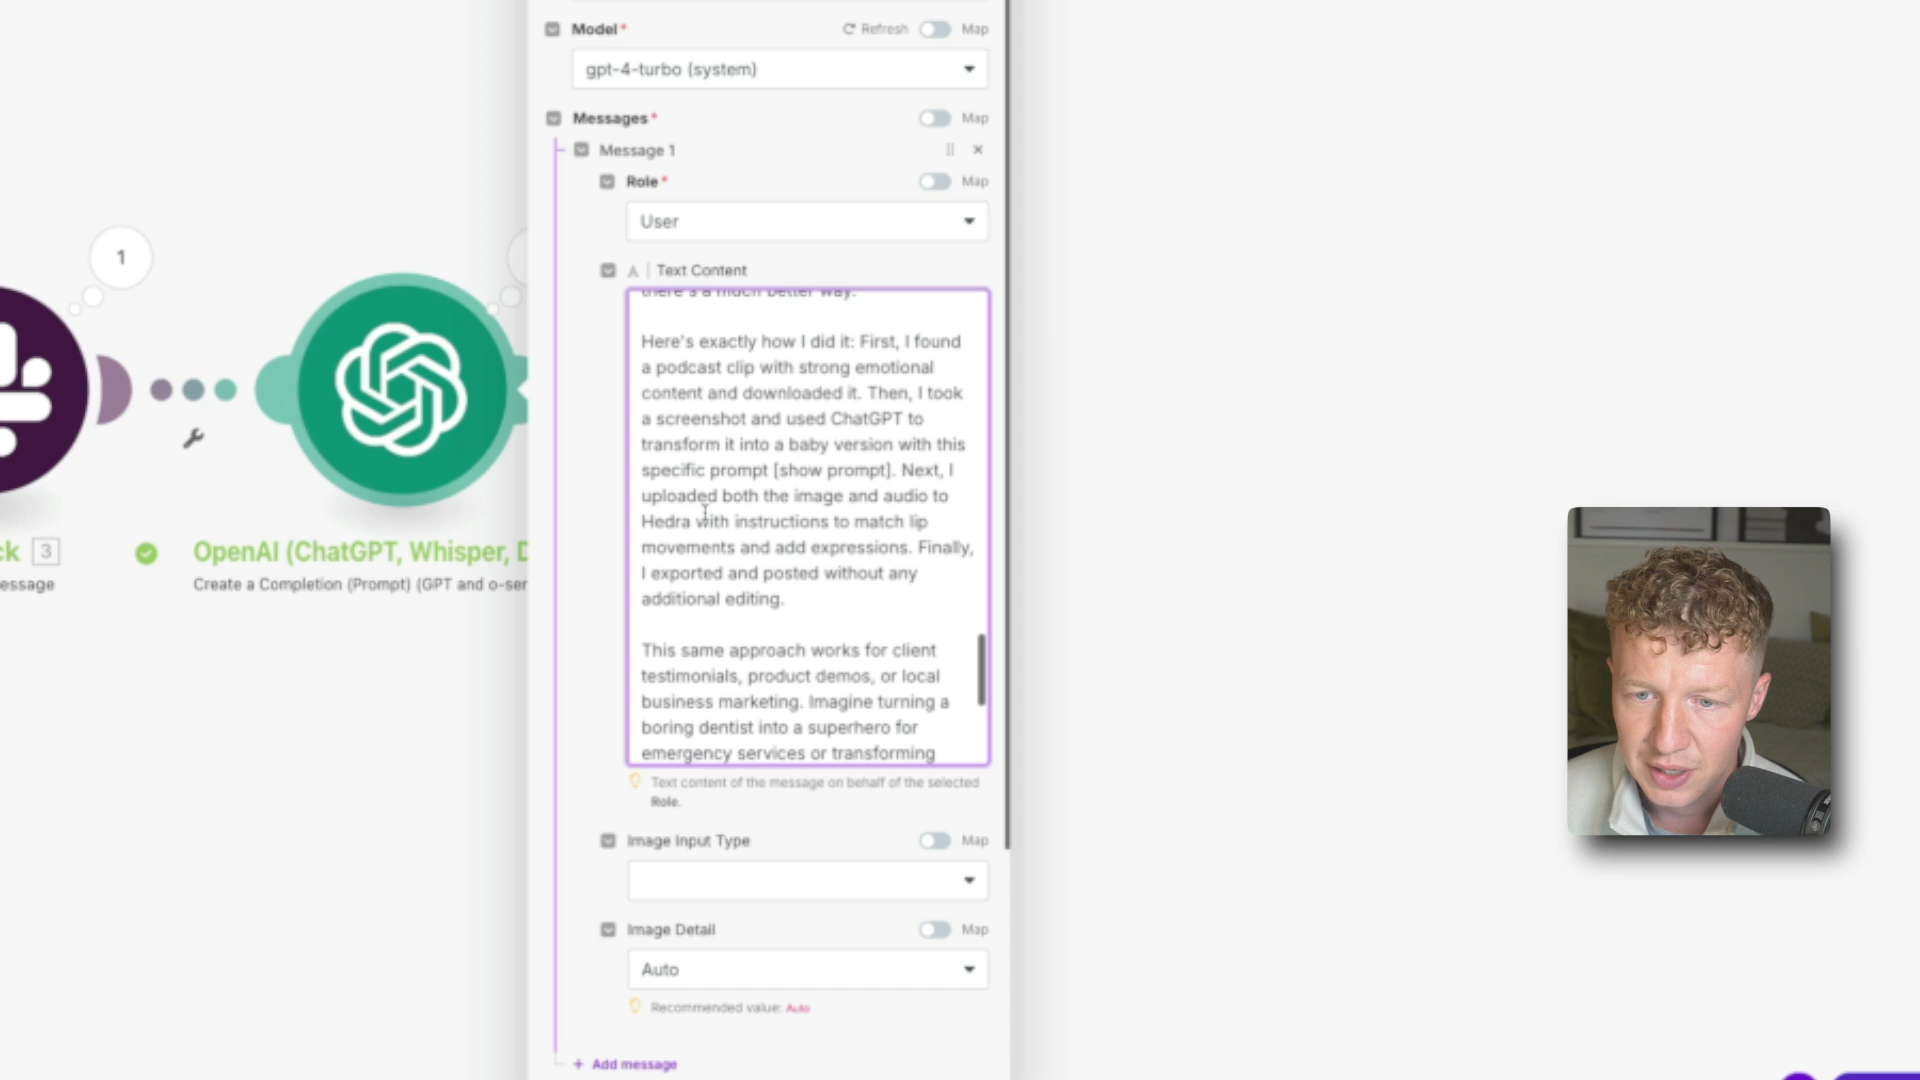 Model*
Refresh
Map
gpt-4-turbo (system)
Messages*
Map
Message 1
Role*
Map
User
A | Text Content
there's a much better way.
Here's exactly how I did it: First, I found
a podcast clip with strong emotional
content and downloaded it. Then, I took
a screenshot and used ChatGPT to
transform it into a baby version with this
specific prompt [show prompt]. Next, I
uploaded both the image and audio to
Hedra with instructions to match lip
movements and add expressions. Finally,
I exported and posted without any
additional editing.
This same approach works for client
testimonials, product demos, or local
business marketing. Imagine turning a
boring dentist into a superhero for
emergency services or transforming
Text content of the message on behalf of the selected
Role.
Image Input Type
Map
Image Detail
Map
Auto
Recommended value: Auto
+ Add message
1
ck 3
essage
OpenAI (ChatGPT, Whisper, D
Create a Completion (Prompt) (GPT and o-ser